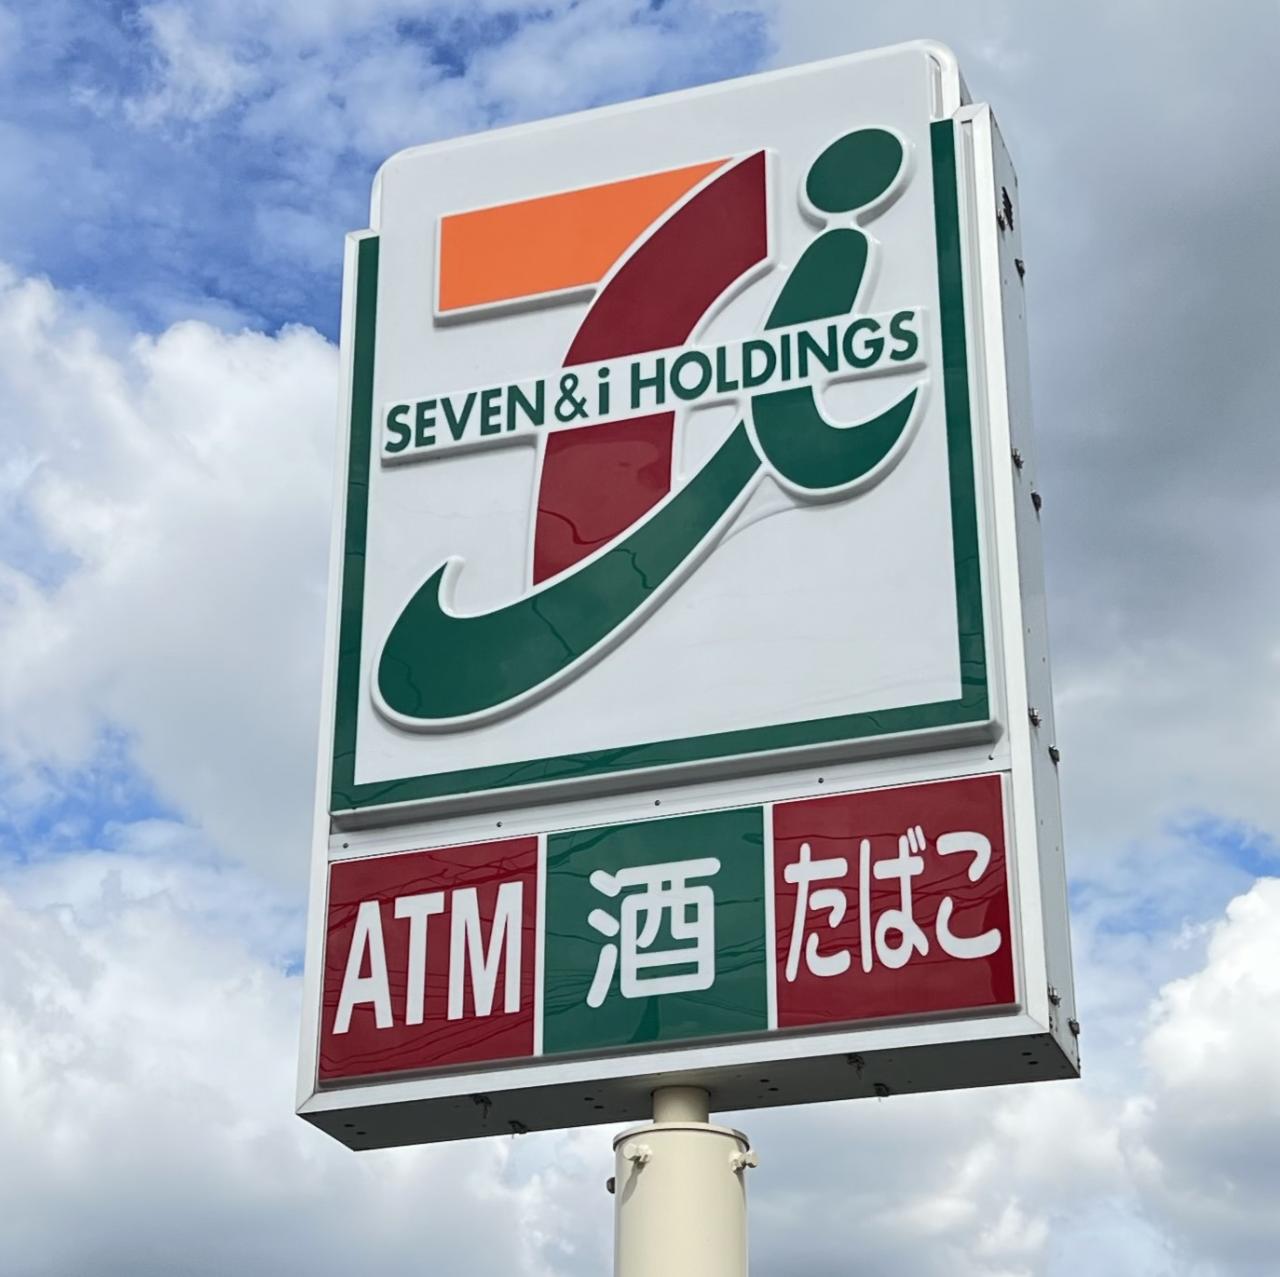 SEVEN & i HOLDINGS
ATM 酒 たばこ